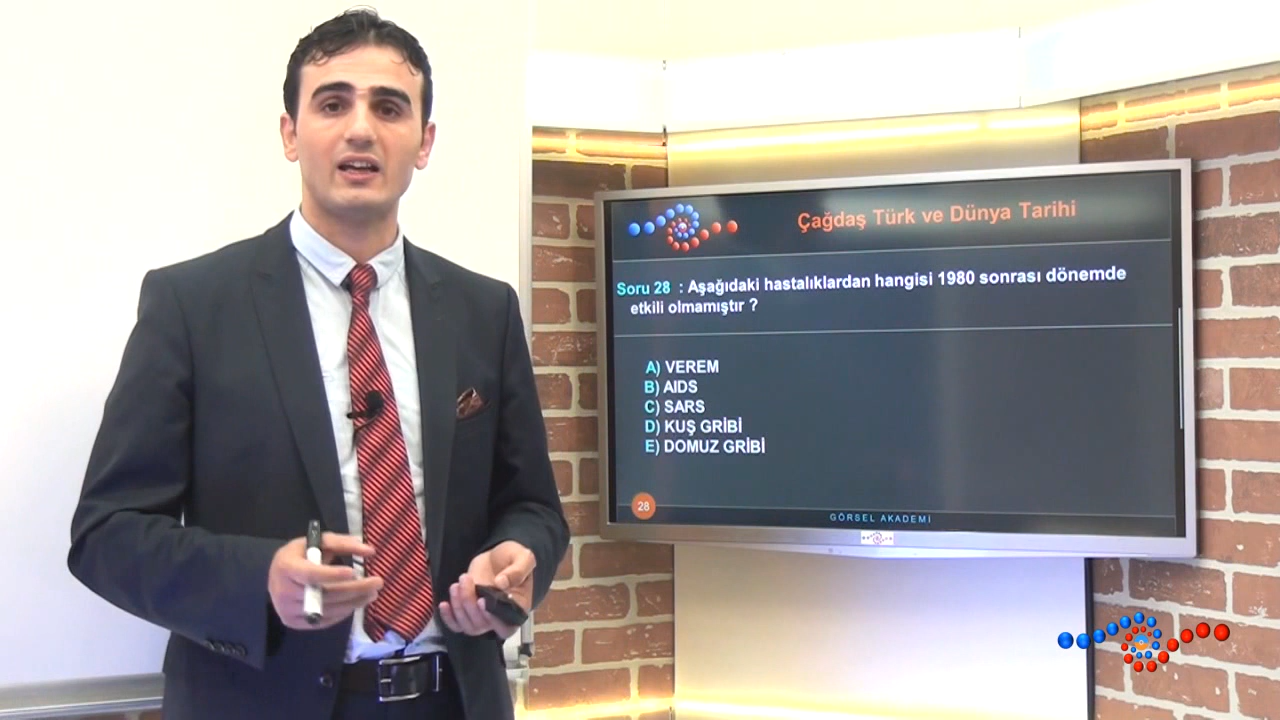 Çağdaş Türk ve Dünya Tarihi
Soru 28 : Aşağıdaki hastalıklardan hangisi 1980 sonrası dönemde
etkili olmamıştır ?
A) VEREM
B) AIDS
C) SARS
D) KUŞ GRİBİ
E) DOMUZ GRİBİ
28
GÖRSEL AKADEMİ